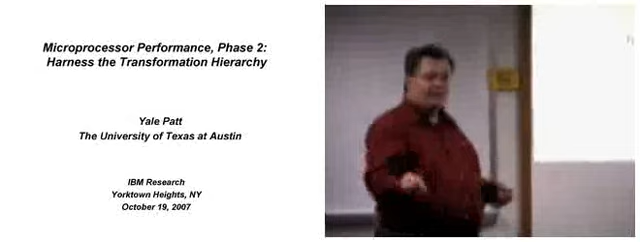 Microprocessor Performance, Phase 2:
Harness the Transformation Hierarchy
Yale Patt
The University of Texas at Austin
IBM Research
Yorktown Heights, NY
October 19, 2007